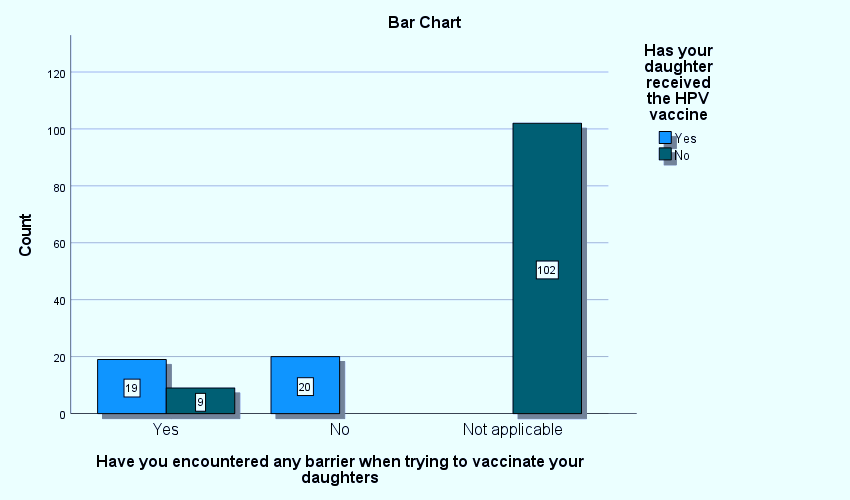 Bar Chart
Has your
daughter
received
the HPV
vaccine
Yes
No
Count
120
100
80
60
40
20
0
19
9
20
102
Yes
No
Not applicable
Have you encountered any barrier when trying to vaccinate your
daughters